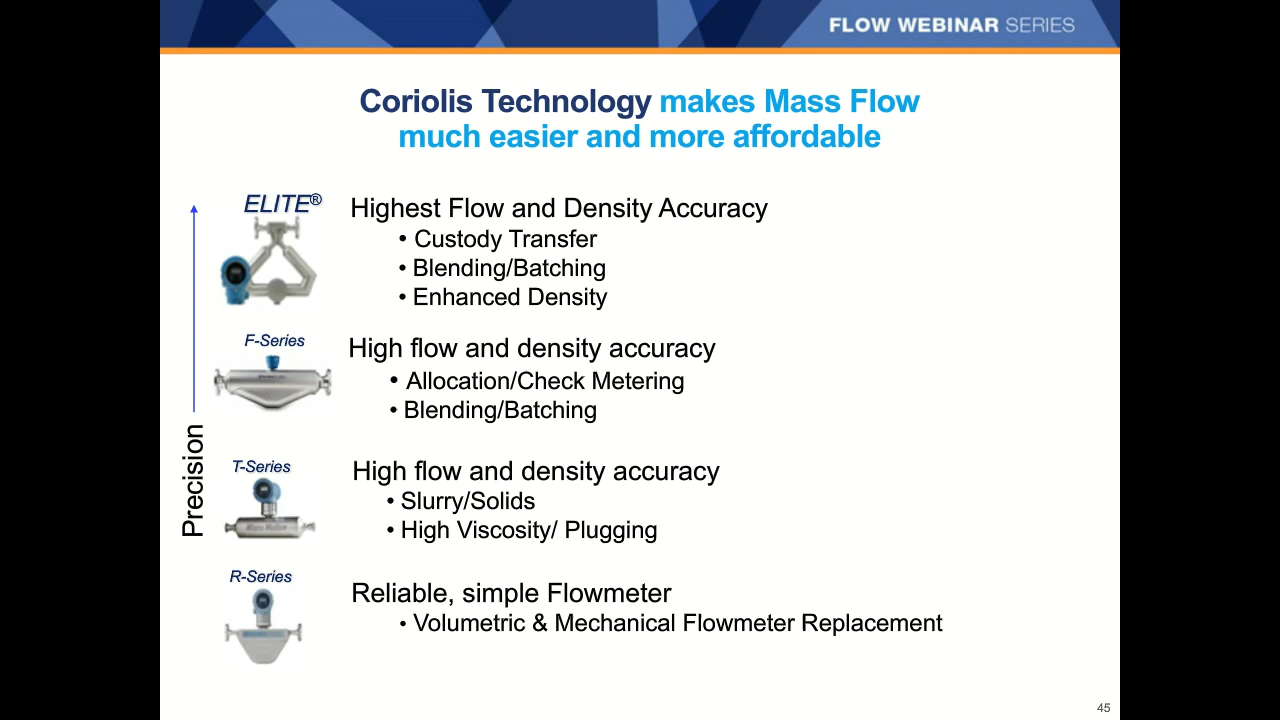 FLOW WEBINAR SERIES
Coriolis Technology makes Mass Flow
much easier and more affordable
ELITE®
Highest Flow and Density Accuracy
• Custody Transfer
• Blending/Batching
• Enhanced Density
F-Series
High flow and density accuracy
• Allocation/Check Metering
• Blending/Batching
Precision
T-Series
High flow and density accuracy
• Slurry/Solids
• High Viscosity/ Plugging
R-Series
Reliable, simple Flowmeter
• Volumetric & Mechanical Flowmeter Replacement
45